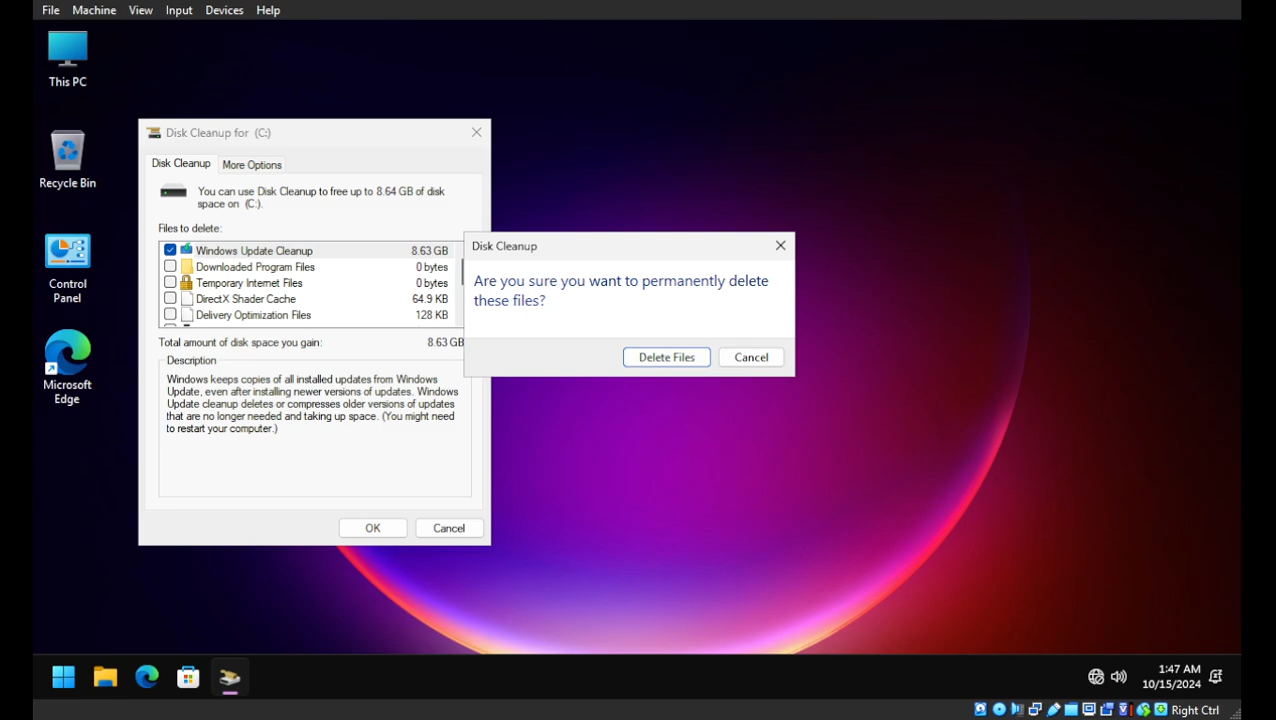 File Machine View Input Devices Help
This PC
Recycle Bin
Control
Panel
Microsoft
Edge
Disk Cleanup for (C:)
Disk Cleanup More Options
You can use Disk Cleanup to free up to 8.64 GB of disk
space on (C:).
Files to delete:
Windows Update Cleanup 8.63 GB
Downloaded Program Files 0 bytes
Temporary Internet Files 0 bytes
DirectX Shader Cache 64.9 KB
Delivery Optimization Files 128 KB
Total amount of disk space you gain: 8.63 GB
Description
Windows keeps copies of all installed updates from Windows
Update, even after installing newer versions of updates. Windows
Update cleanup deletes or compresses older versions of updates
that are no longer needed and taking up space. (You might need
to restart your computer.)
OK Cancel
Disk Cleanup
Are you sure you want to permanently delete
these files?
Delete Files Cancel
1:47 AM
10/15/2024
Right Ctrl